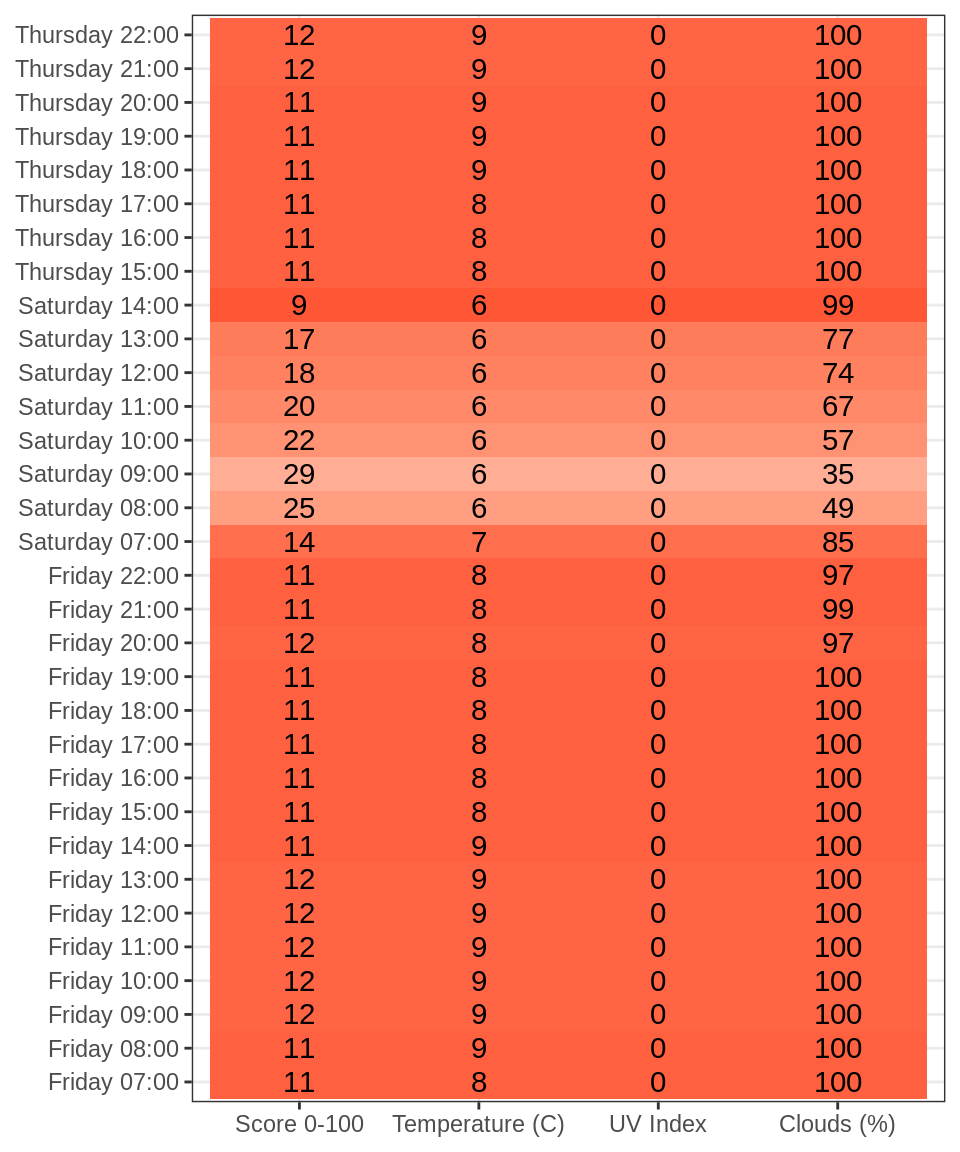 Thursday 22:00 12 9 0 100
Thursday 21:00 12 9 0 100
Thursday 20:00 11 9 0 100
Thursday 19:00 11 9 0 100
Thursday 18:00 11 9 0 100
Thursday 17:00 11 8 0 100
Thursday 16:00 11 8 0 100
Thursday 15:00 11 8 0 100
Saturday 14:00 9 6 0 99
Saturday 13:00 17 6 0 77
Saturday 12:00 18 6 0 74
Saturday 11:00 20 6 0 67
Saturday 10:00 22 6 0 57
Saturday 09:00 29 6 0 35
Saturday 08:00 25 6 0 49
Saturday 07:00 14 7 0 85
Friday 22:00 11 8 0 97
Friday 21:00 11 8 0 99
Friday 20:00 12 8 0 97
Friday 19:00 11 8 0 100
Friday 18:00 11 8 0 100
Friday 17:00 11 8 0 100
Friday 16:00 11 8 0 100
Friday 15:00 11 8 0 100
Friday 14:00 11 9 0 100
Friday 13:00 12 9 0 100
Friday 12:00 12 9 0 100
Friday 11:00 12 9 0 100
Friday 10:00 12 9 0 100
Friday 09:00 12 9 0 100
Friday 08:00 11 9 0 100
Friday 07:00 11 8 0 100
Score 0-100 Temperature (C) UV Index Clouds (%)